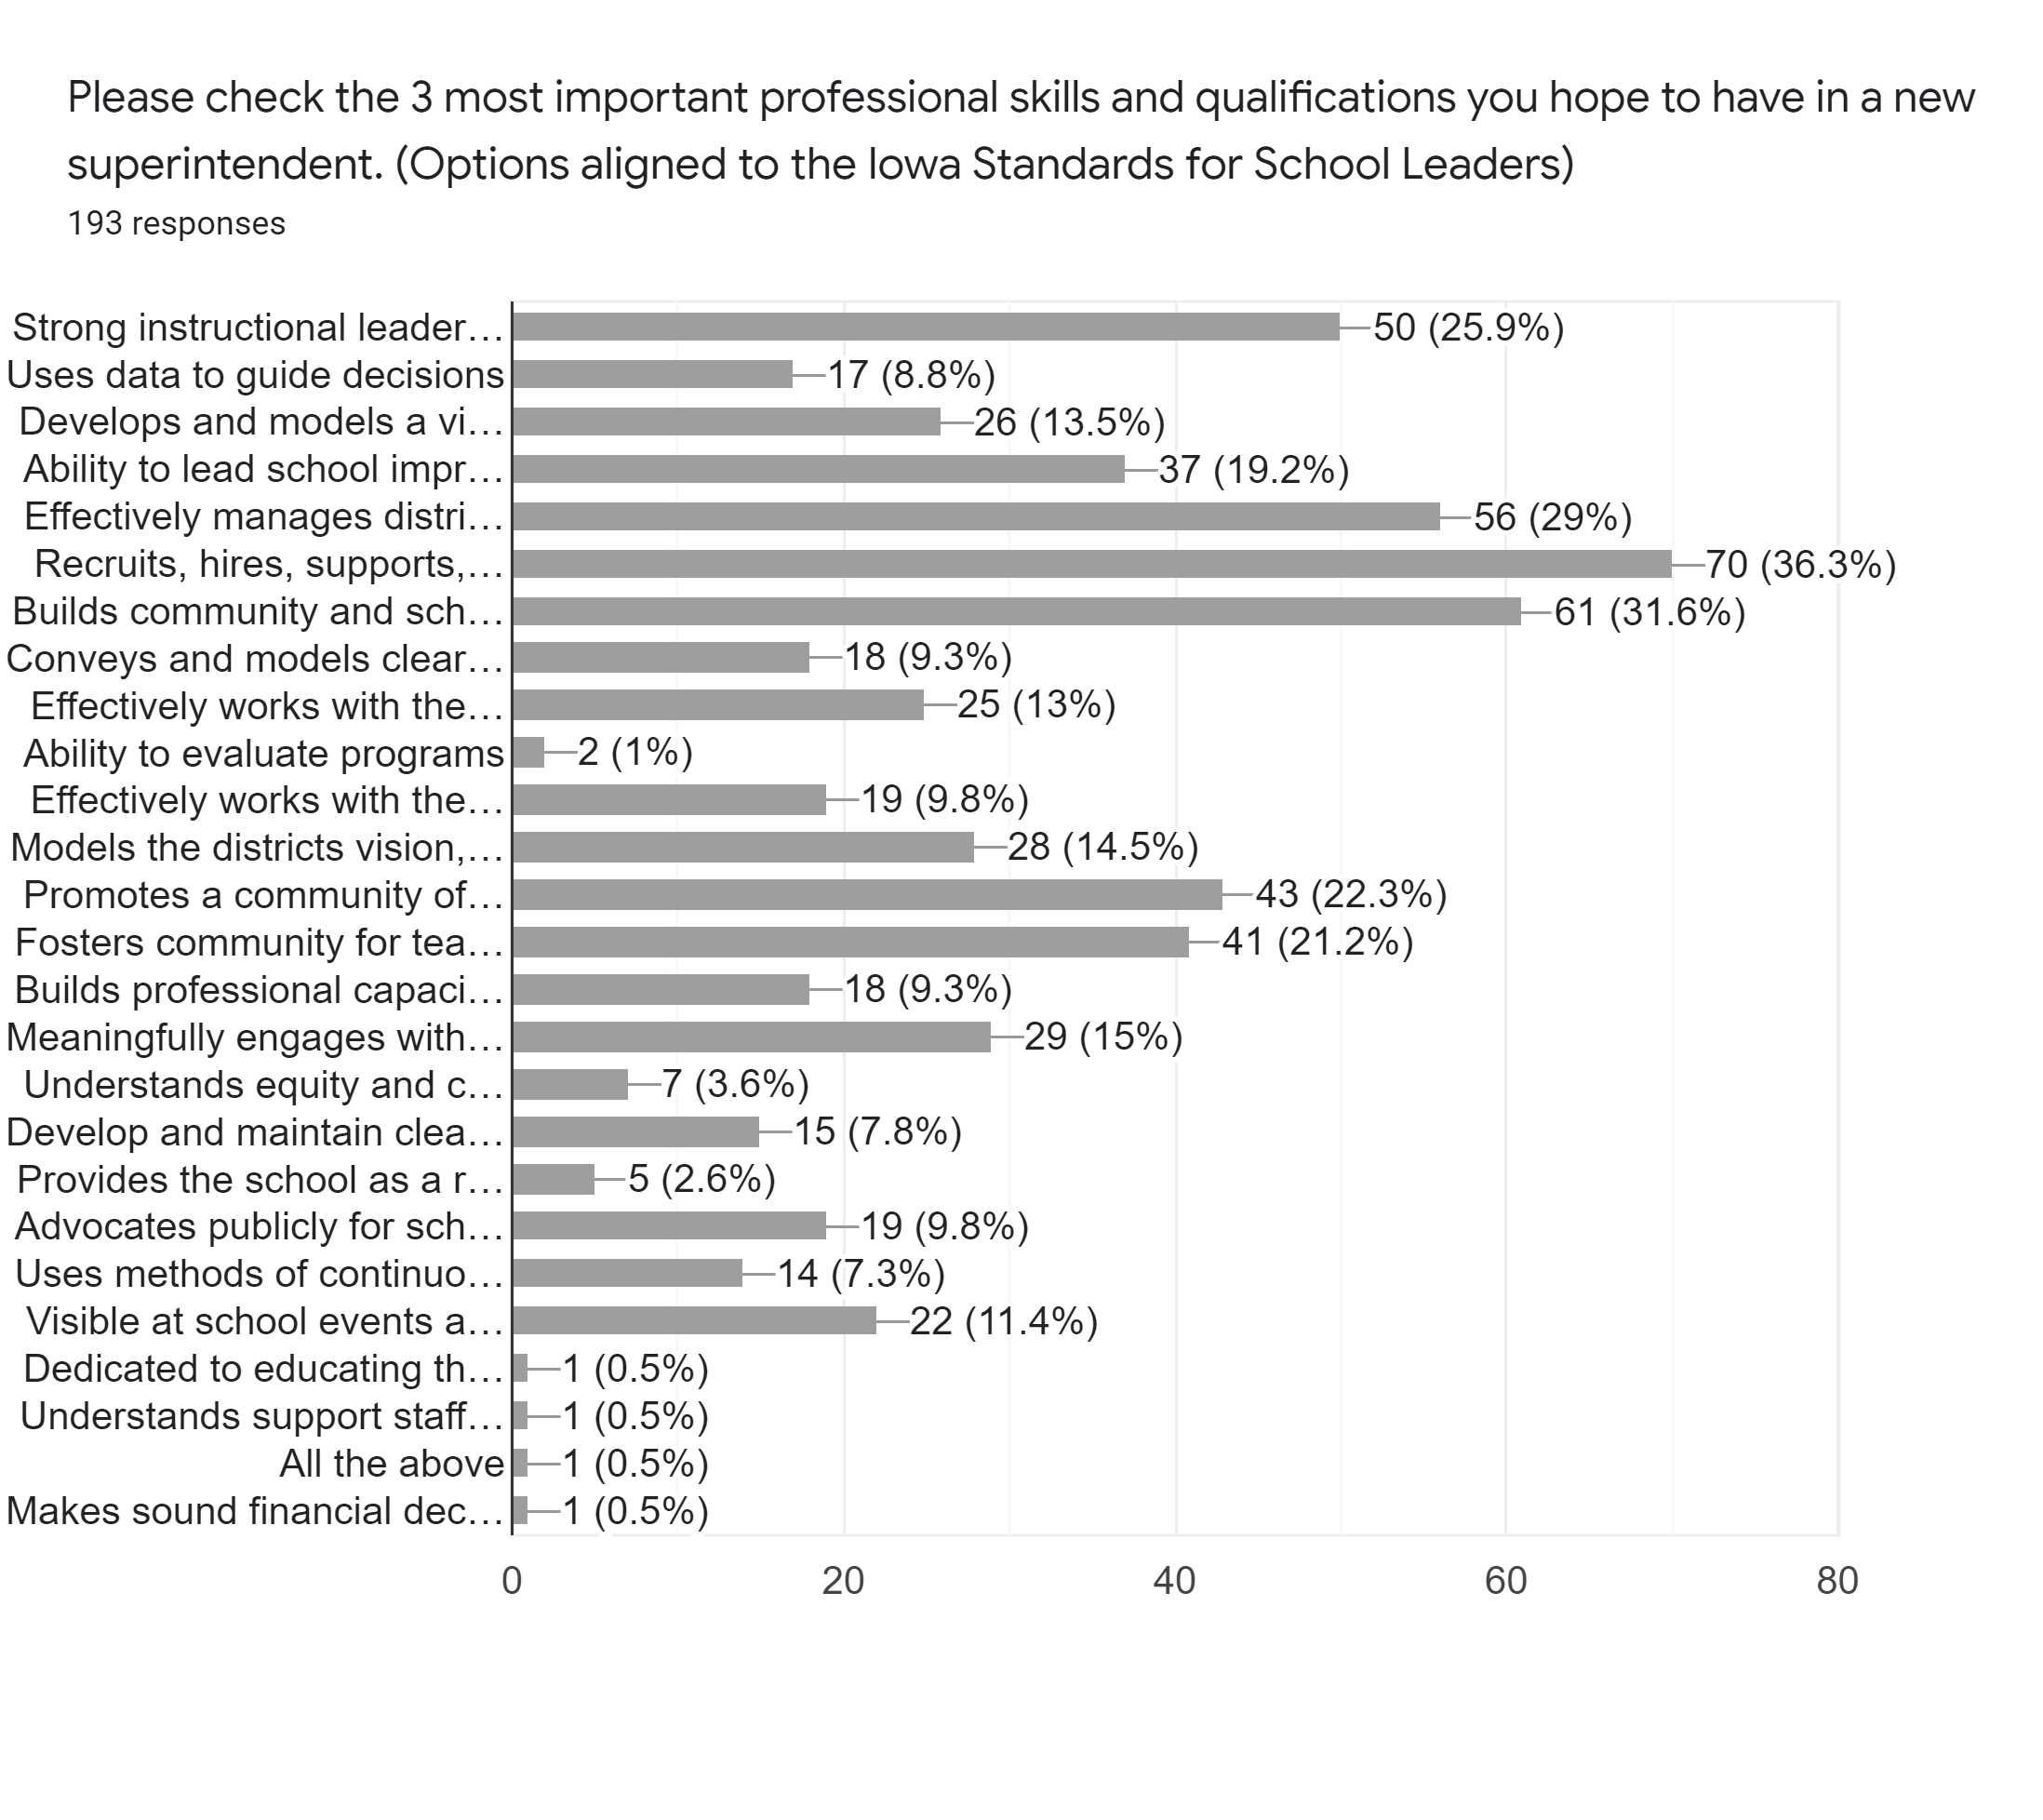 Please check the 3 most important professional skills and qualifications you hope to have in a new
superintendent. (Options aligned to the Iowa Standards for School Leaders)
193 responses
Strong instructional leader… 50 (25.9%)
Uses data to guide decisions 17 (8.8%)
Develops and models a vi… 26 (13.5%)
Ability to lead school impr… 37 (19.2%)
Effectively manages distri… 56 (29%)
Recruits, hires, supports,… 70 (36.3%)
Builds community and sch… 61 (31.6%)
Conveys and models clear… 18 (9.3%)
Effectively works with the… 25 (13%)
Ability to evaluate programs 2 (1%)
Effectively works with the… 19 (9.8%)
Models the districts vision,… 28 (14.5%)
Promotes a community of… 43 (22.3%)
Fosters community for tea… 41 (21.2%)
Builds professional capaci… 18 (9.3%)
Meaningfully engages with… 29 (15%)
Understands equity and c… 7 (3.6%)
Develop and maintain clea… 15 (7.8%)
Provides the school as a r… 5 (2.6%)
Advocates publicly for sch… 19 (9.8%)
Uses methods of continuo… 14 (7.3%)
Visible at school events a… 22 (11.4%)
Dedicated to educating th… 1 (0.5%)
Understands support staff… 1 (0.5%)
All the above 1 (0.5%)
Makes sound financial dec… 1 (0.5%)
0 20 40 60 80